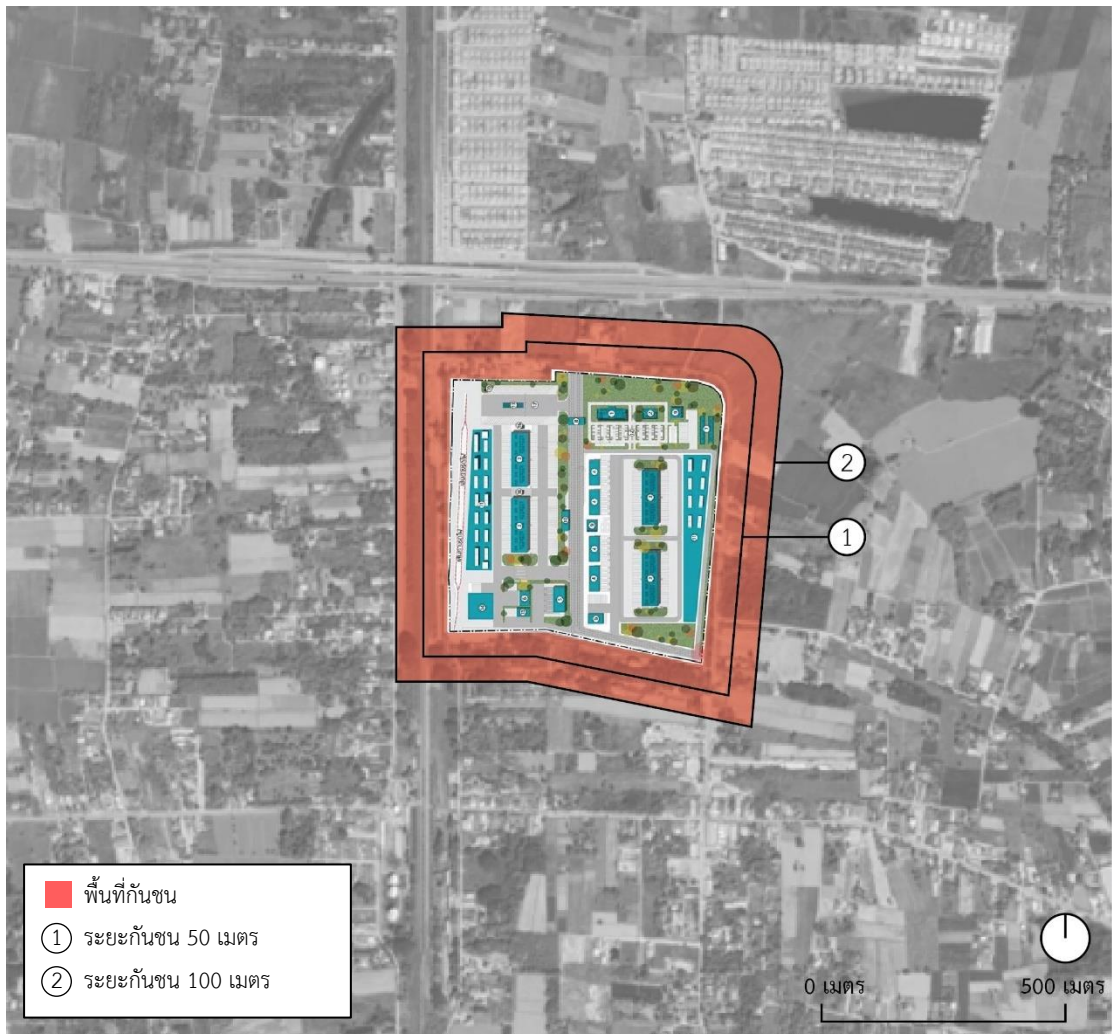 2
1
พื้นที่กันชน
1 ระยะกันชน 50 เมตร
2 ระยะกันชน 100 เมตร
0 เมตร 500 เมตร